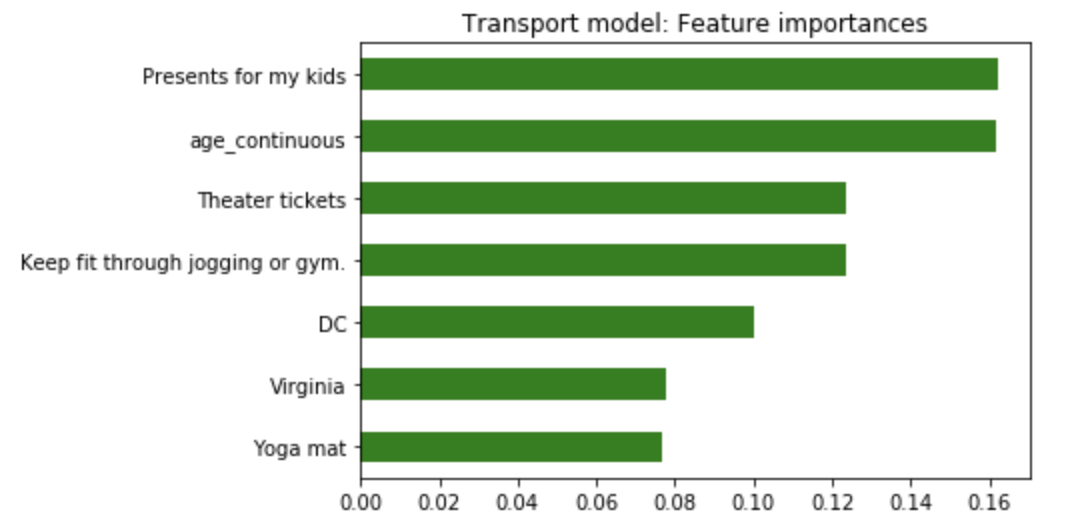 Transport model: Feature importances
Presents for my kids
age_continuous
Theater tickets
Keep fit through jogging or gym.
DC
Virginia
Yoga mat
0.00 0.02 0.04 0.06 0.08 0.10 0.12 0.14 0.16